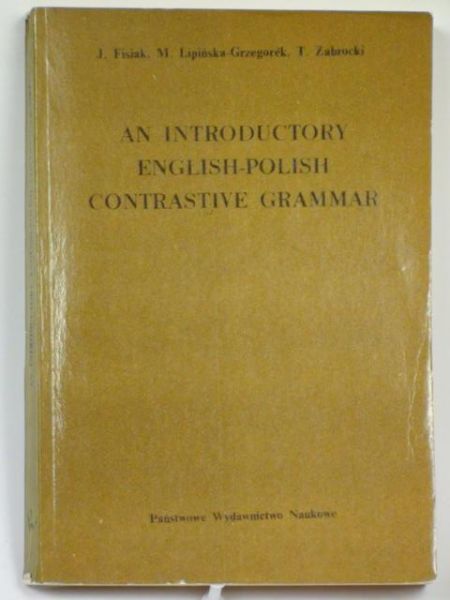 J. Fisiak, M. Lipińska-Grzegorek, T. Zabrocki
AN INTRODUCTORY
ENGLISH-POLISH
CONTRASTIVE GRAMMAR
Państwowe Wydawnictwo Naukowe